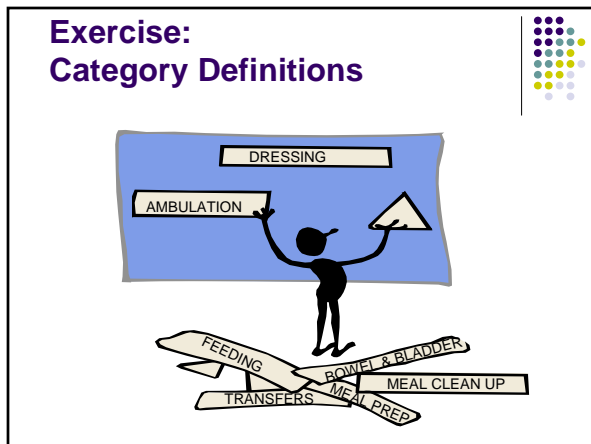 Exercise:
Category Definitions
DRESSING
AMBULATION
FEEDING
BOWEL & BLADDER
MEAL CLEAN UP
TRANSFERS
MEAL PREP